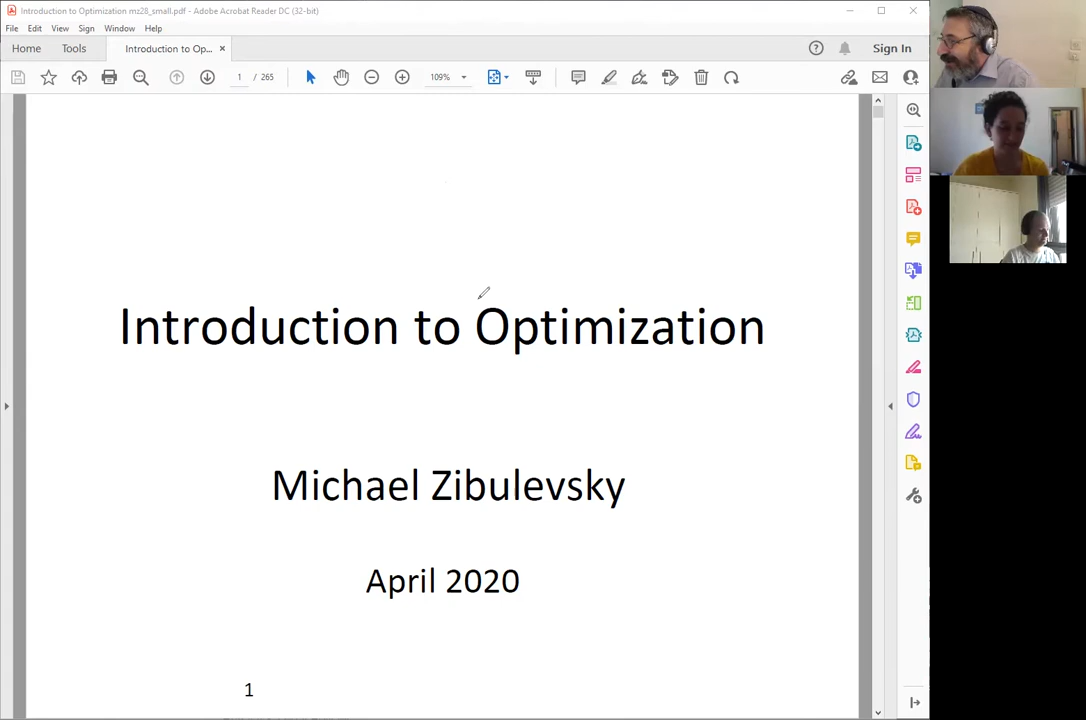 Introduction to Optimization mz28_small.pdf - Adobe Acrobat Reader DC (32-bit)
File Edit View Sign Window Help
Home Tools Introduction to Op... × Sign In
1 / 265 109%
Introduction to Optimization
Michael Zibulevsky
April 2020
1